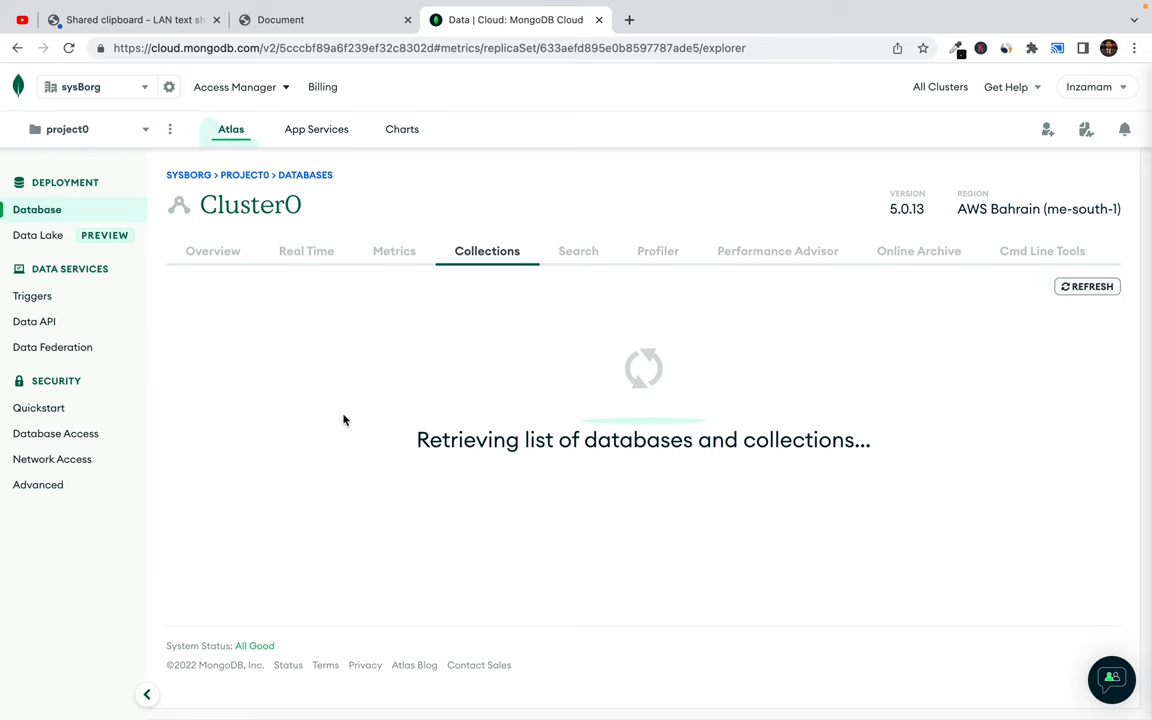 Shared clipboard - LAN text sh
Document
Data | Cloud: MongoDB Cloud
https://cloud.mongodb.com/v2/5cccbf89a6f239ef32c8302d#metrics/replicaSet/633aefd895e0b8597787ade5/explorer
sysBorg
Access Manager
Billing
All Clusters
Get Help
Inzamam
project0
Atlas
App Services
Charts
DEPLOYMENT
Database
Data Lake
PREVIEW
DATA SERVICES
Triggers
Data API
Data Federation
SECURITY
Quickstart
Database Access
Network Access
Advanced
SYSBORG > PROJECT0 > DATABASES
Cluster0
VERSION
5.0.13
REGION
AWS Bahrain (me-south-1)
Overview
Real Time
Metrics
Collections
Search
Profiler
Performance Advisor
Online Archive
Cmd Line Tools
REFRESH
Retrieving list of databases and collections...
System Status: All Good
©2022 MongoDB, Inc.
Status
Terms
Privacy
Atlas Blog
Contact Sales